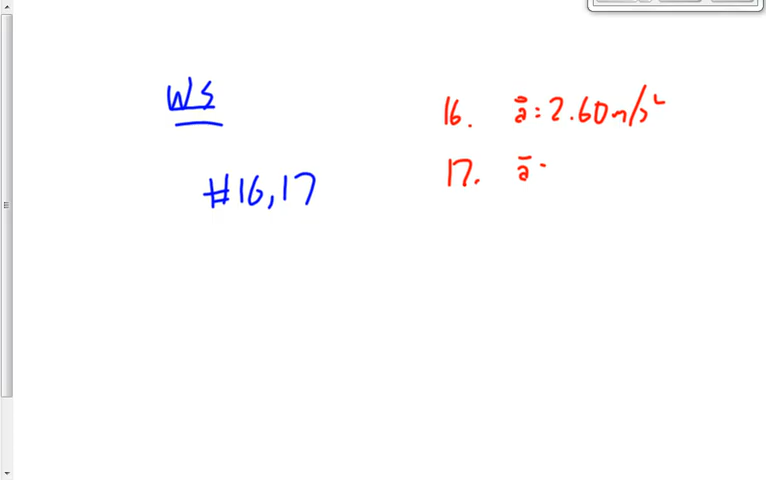 WS
#16,17
16. ā = 2.60 m/s²
17. ā